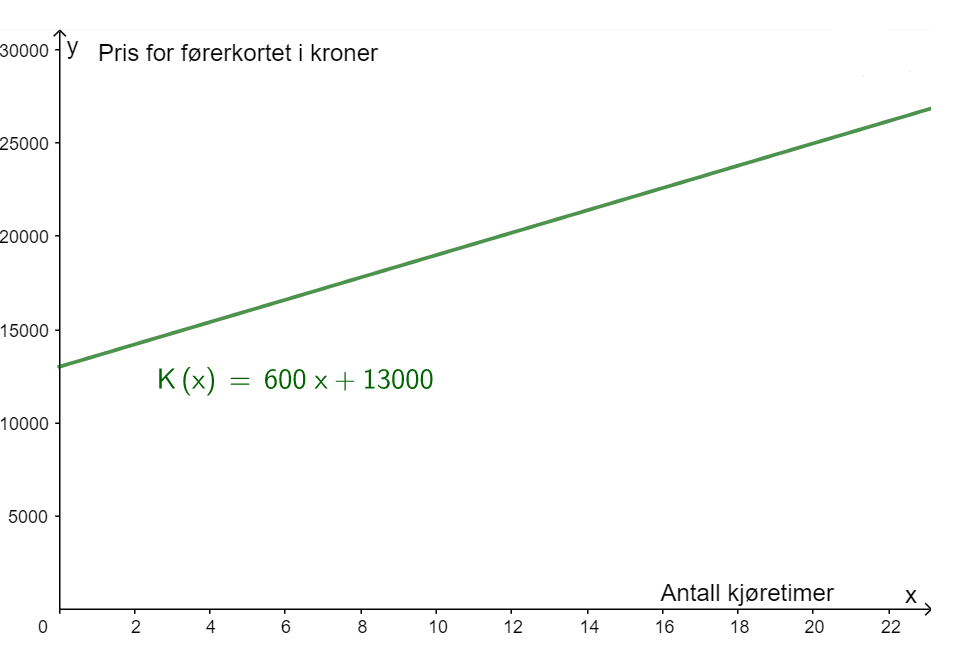 30000 y Pris for førerkortet i kroner
25000
20000
15000
K(x) = 600 x + 13000
10000
5000
Antall kjøretimer x
0 2 4 6 8 10 12 14 16 18 20 22